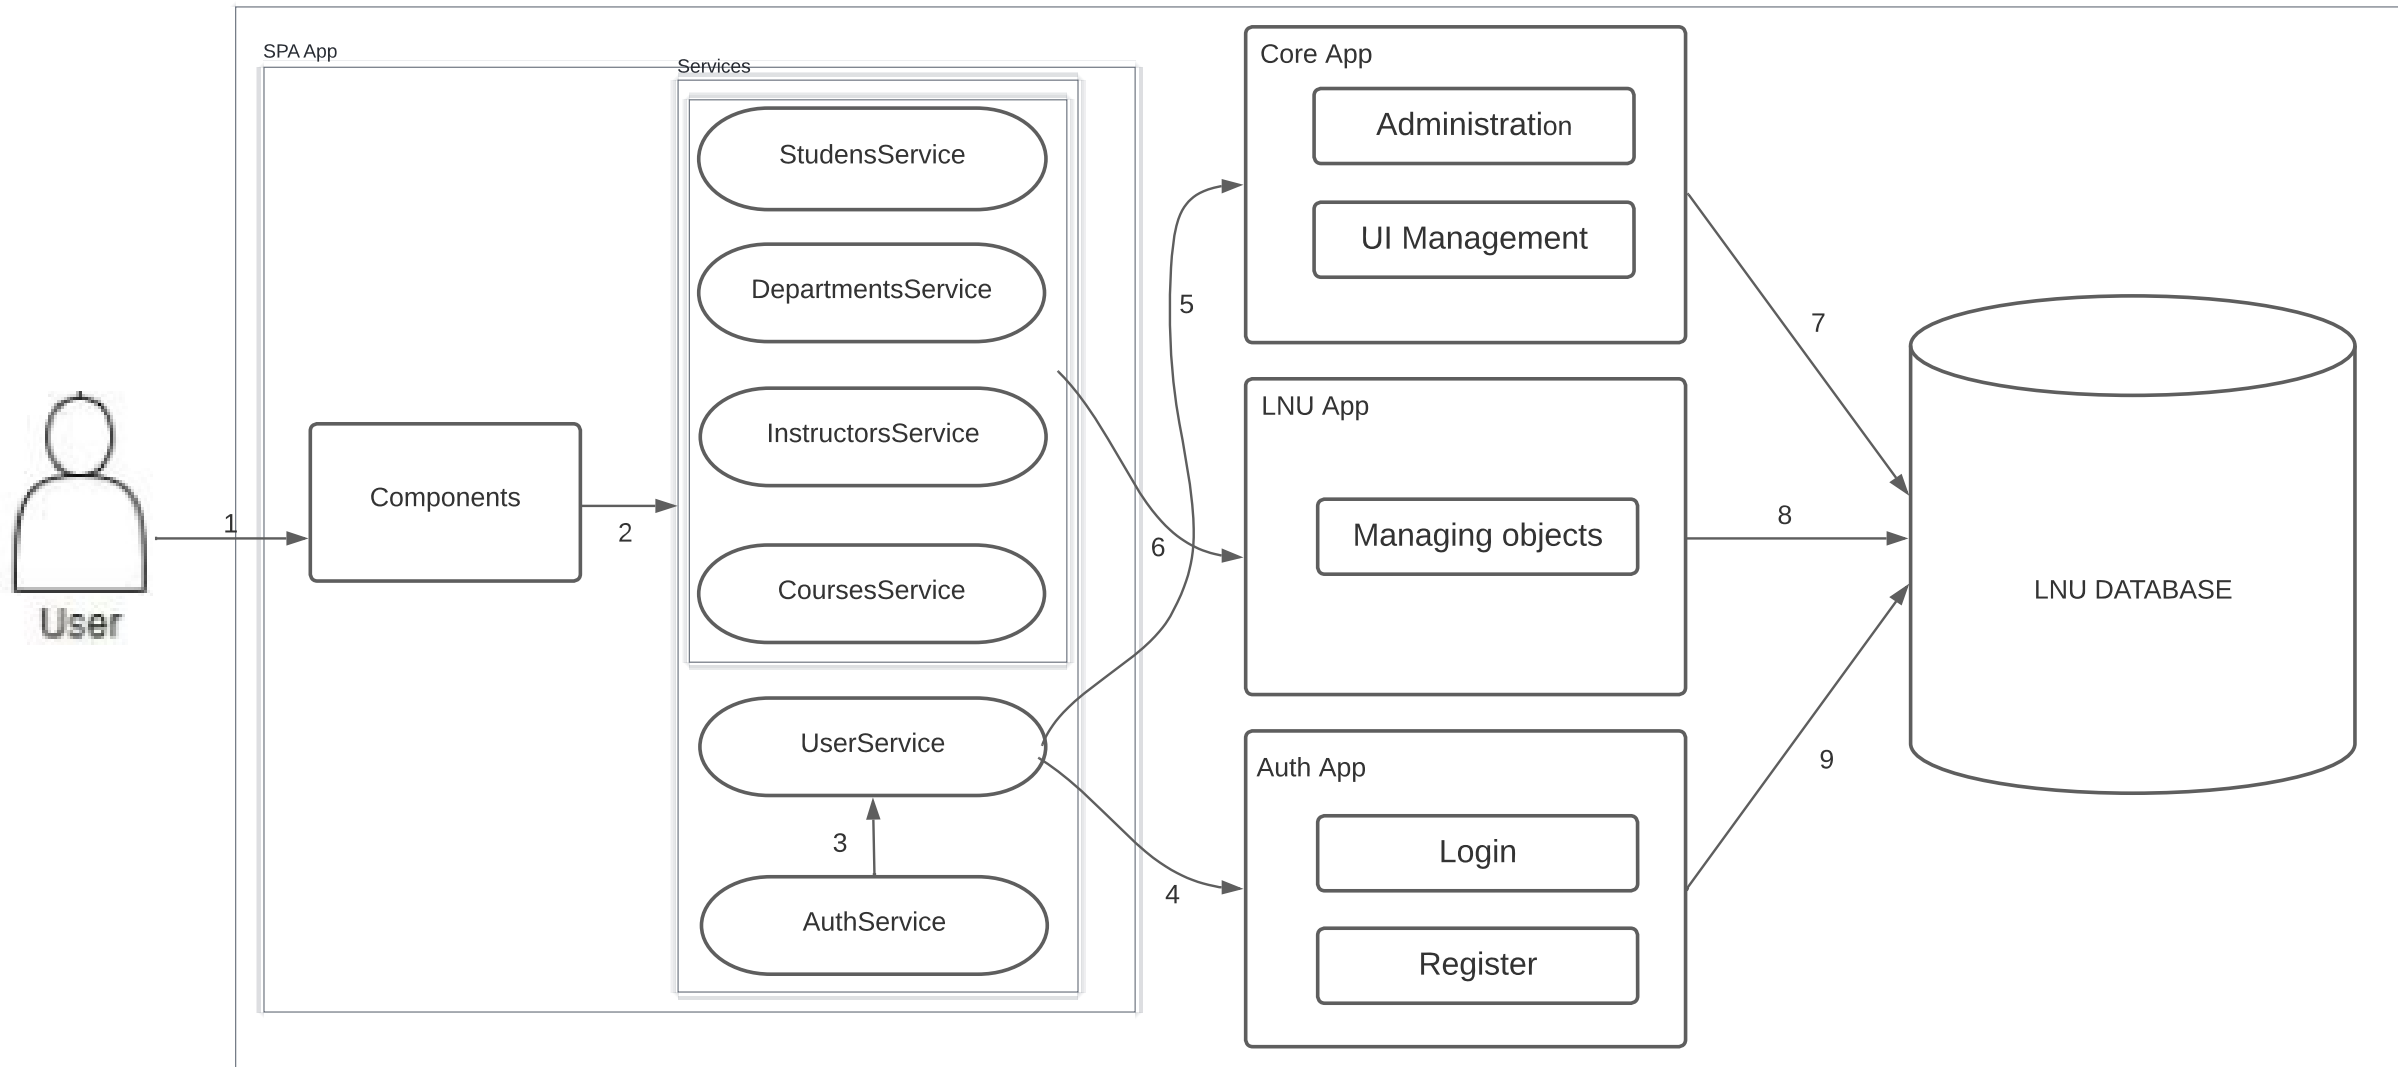 SPA App
Services
StudensService
DepartmentsService
InstructorsService
CoursesService
UserService
3
AuthService
User
1
Components
2
5
6
4
Core App
Administration
UI Management
LNU App
Managing objects
Auth App
Login
Register
7
8
9
LNU DATABASE